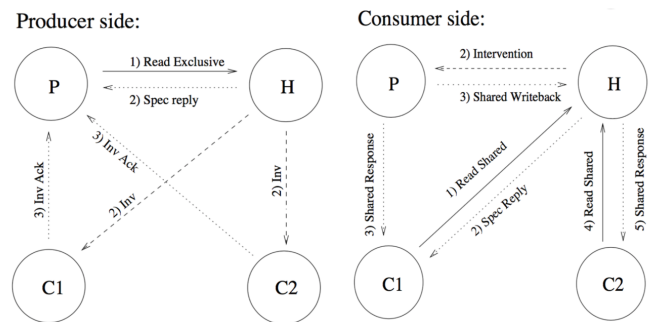 Producer side:
P
1) Read Exclusive
2) Spec reply
H
3) Inv Ack
3) Inv Ack
2) Inv
2) Inv
C1
C2
Consumer side:
P
2) Intervention
3) Shared Writeback
H
3) Shared Response
1) Read Shared
2) Spec Reply
4) Read Shared
5) Shared Response
C1
C2